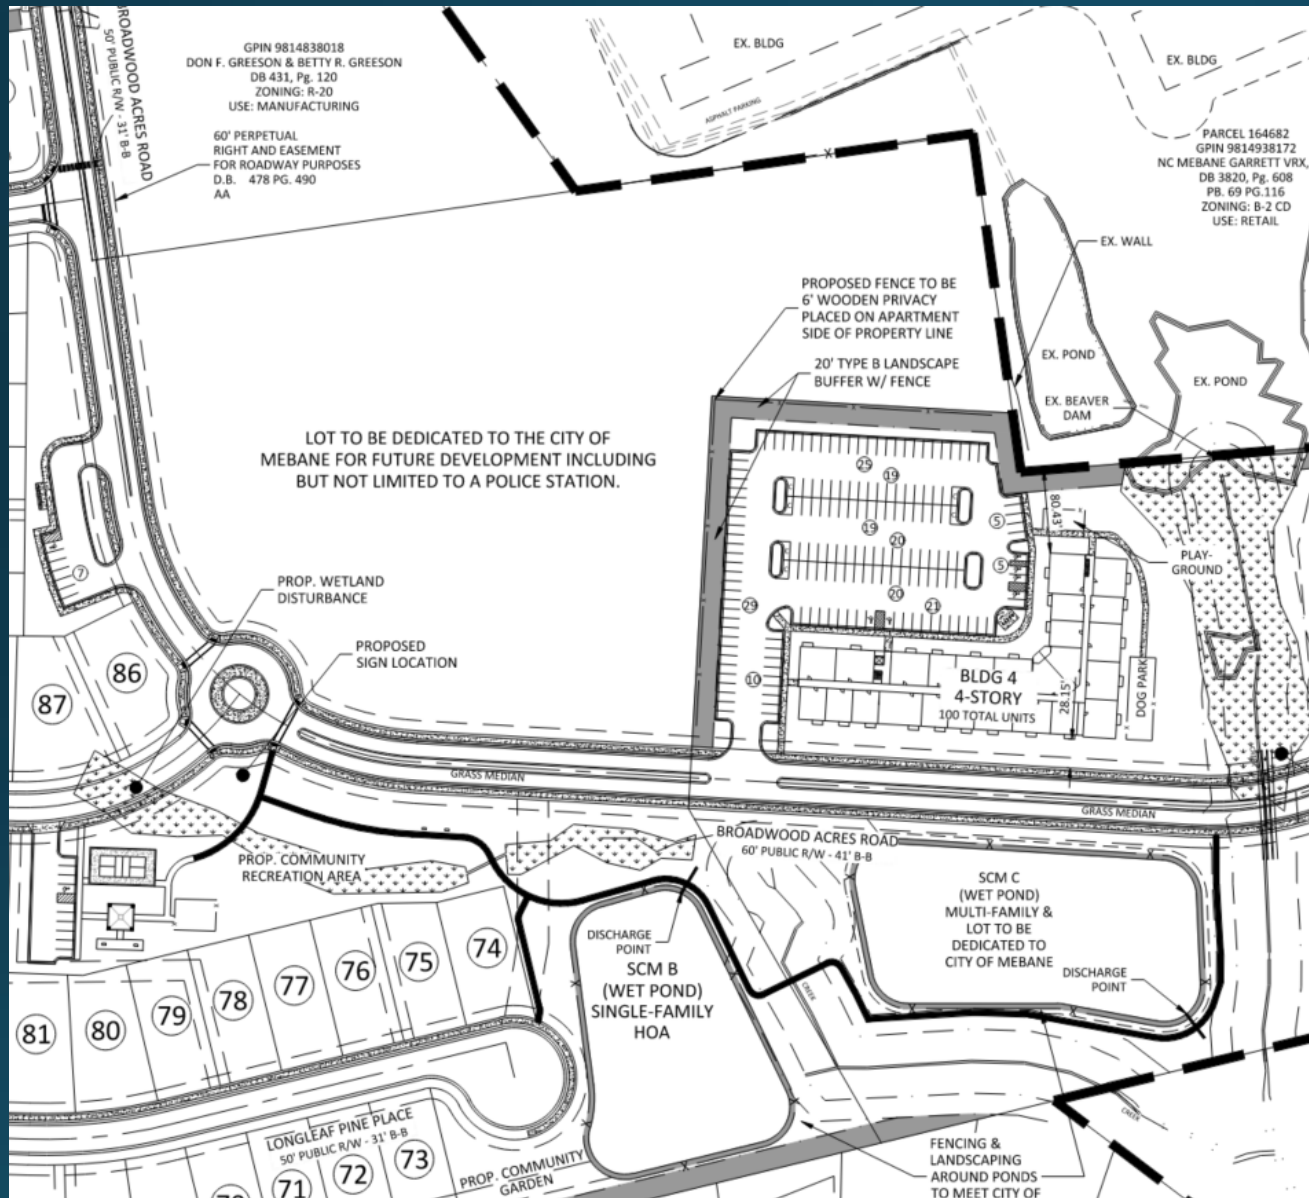 BROADWOOD ACRES ROAD
50' PUBLIC R/W - 31' B-B
GPIN 9814838018
DON F. GREESON & BETTY R. GREESON
DB 431, Pg. 120
ZONING: R-20
USE: MANUFACTURING
60' PERPETUAL
RIGHT AND EASEMENT
FOR ROADWAY PURPOSES
D.B. 478 PG. 490
AA
EX. BLDG
EX. BLDG
ASPHALT PARKING
PARCEL 164682
GPIN 9814938172
NC MEBANE GARRETT VRX,
DB 3820, Pg. 608
PB. 69 PG.116
ZONING: B-2 CD
USE: RETAIL
EX. WALL
PROPOSED FENCE TO BE
6' WOODEN PRIVACY
PLACED ON APARTMENT
SIDE OF PROPERTY LINE
20' TYPE B LANDSCAPE
BUFFER W/ FENCE
EX. POND
EX. POND
EX. BEAVER
DAM
LOT TO BE DEDICATED TO THE CITY OF
MEBANE FOR FUTURE DEVELOPMENT INCLUDING
BUT NOT LIMITED TO A POLICE STATION.
25
19
19
20
5
5
20
21
29
10
7
80.43'
PLAY-
GROUND
PROP. WETLAND
DISTURBANCE
PROPOSED
SIGN LOCATION
BLDG 4
4-STORY
100 TOTAL UNITS
28.15'
DOG PARK
86
87
GRASS MEDIAN
GRASS MEDIAN
BROADWOOD ACRES ROAD
60' PUBLIC R/W - 41' B-B
PROP. COMMUNITY
RECREATION AREA
SCM C
(WET POND)
MULTI-FAMILY &
LOT TO BE
DEDICATED TO
CITY OF MEBANE
DISCHARGE
POINT
DISCHARGE
POINT
SCM B
(WET POND)
SINGLE-FAMILY
HOA
CREEK
CREEK
74
75
76
77
78
79
80
81
LONGLEAF PINE PLACE
50' PUBLIC R/W - 31' B-B
73
72
71
70
PROP. COMMUNITY
GARDEN
FENCING &
LANDSCAPING
AROUND PONDS
TO MEET CITY OF